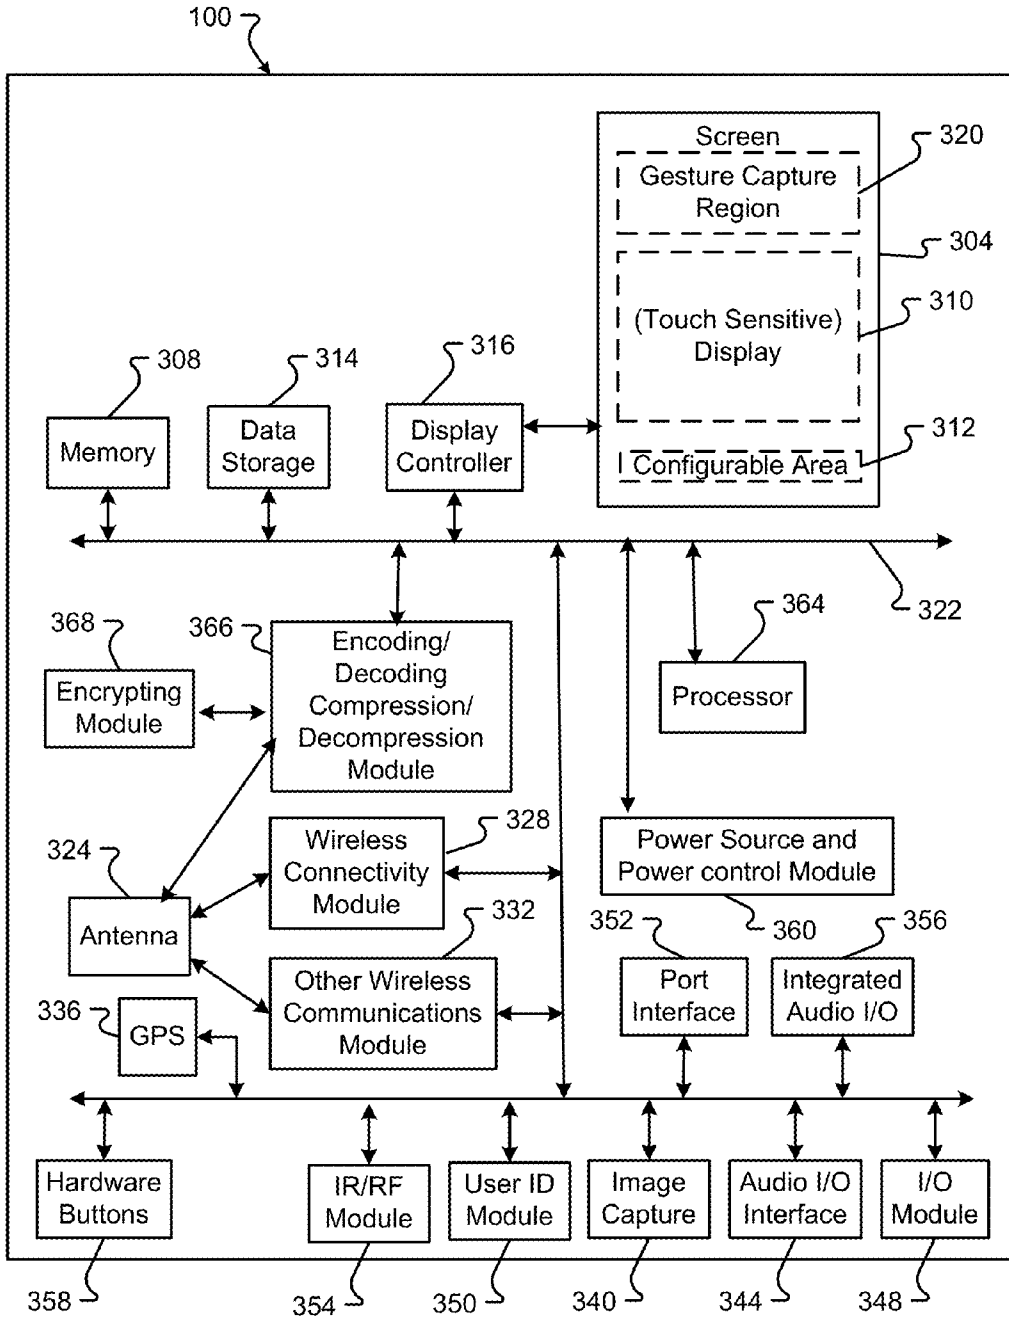 100
Screen
320
Gesture Capture
Region
304
310
(Touch Sensitive)
Display
308
314
316
312
Memory
Data
Storage
Display
Controller
Configurable Area
322
368
366
364
Encoding/
Decoding
Compression/
Decompression
Module
Encrypting
Module
Processor
328
Wireless
Connectivity
Module
Power Source and
Power control Module
324
332
352
360
356
Antenna
Other Wireless
Communications
Module
Port
Interface
Integrated
Audio I/O
336
GPS
Hardware
Buttons
IR/RF
Module
User ID
Module
Image
Capture
Audio I/O
Interface
I/O
Module
358
354
350
340
344
348